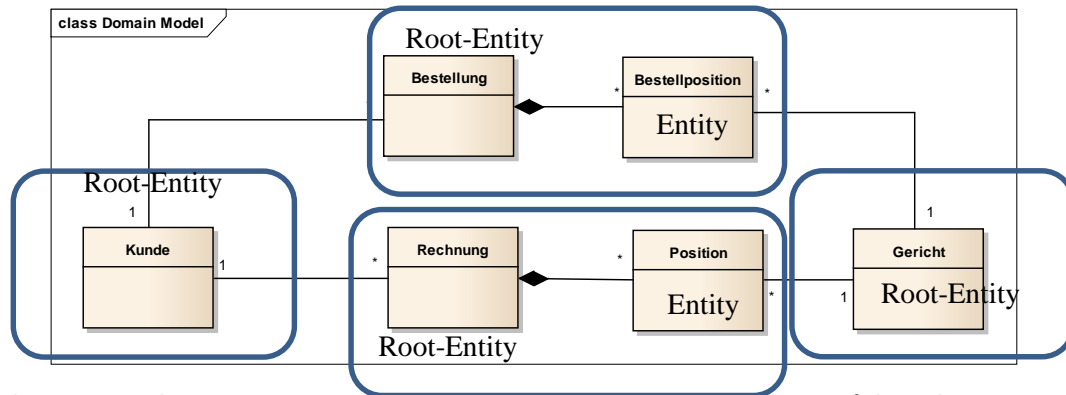 class Domain Model
Root-Entity
Bestellung
Bestellposition
*
*
*
Entity
Root-Entity
1
1
Kunde
Rechnung
Position
Gericht
1
*
*
*
1
Entity
Root-Entity
Root-Entity